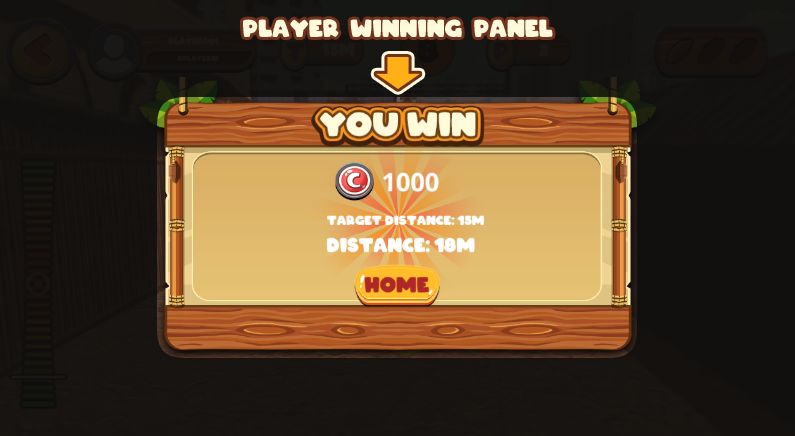 PLAYER WINNING PANEL
YOU WIN
C 1000
TARGET DISTANCE: 15M
DISTANCE: 18M
HOME